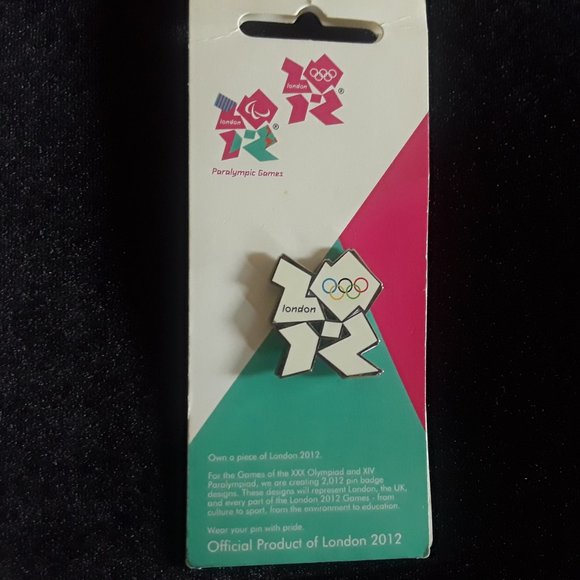 london
®
london
®
Paralympic Games
london
Own a piece of London 2012.
For the Games of the XXX Olympiad and XIV
Paralympiad, we are creating 2,012 pin badge
designs. These designs will represent London, the UK,
and every part of the London 2012 Games - from
culture to sport, from the environment to education.
Wear your pin with pride.
Official Product of London 2012